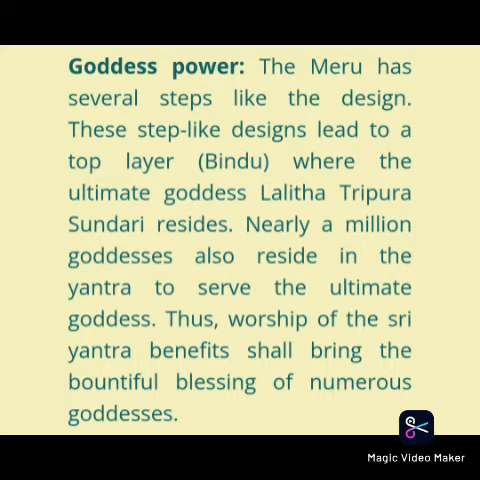 Goddess power: The Meru has
several steps like the design.
These step-like designs lead to a
top layer (Bindu) where the
ultimate goddess Lalitha Tripura
Sundari resides. Nearly a million
goddesses also reside in the
yantra to serve the ultimate
goddess. Thus, worship of the sri
yantra benefits shall bring the
bountiful blessing of numerous
goddesses.
Magic Video Maker